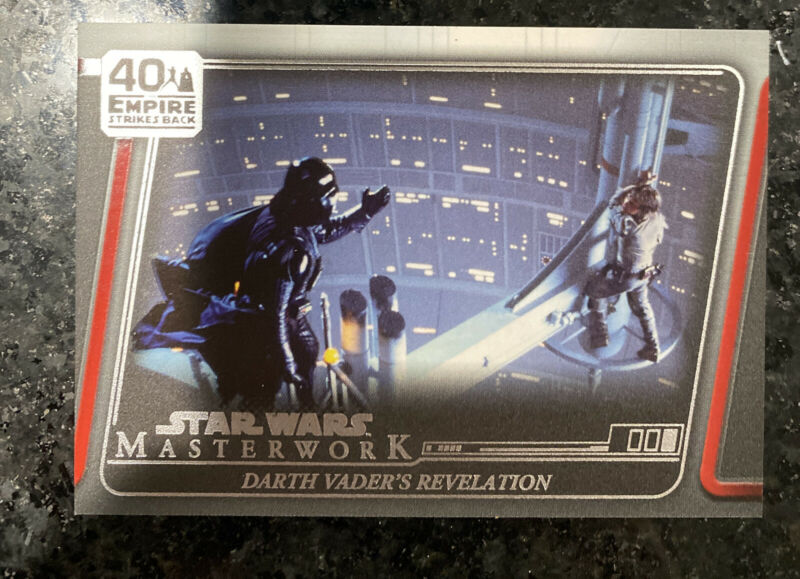 40
EMPIRE
STRIKES BACK
STAR WARS
MASTERWORK
DARTH VADER'S REVELATION